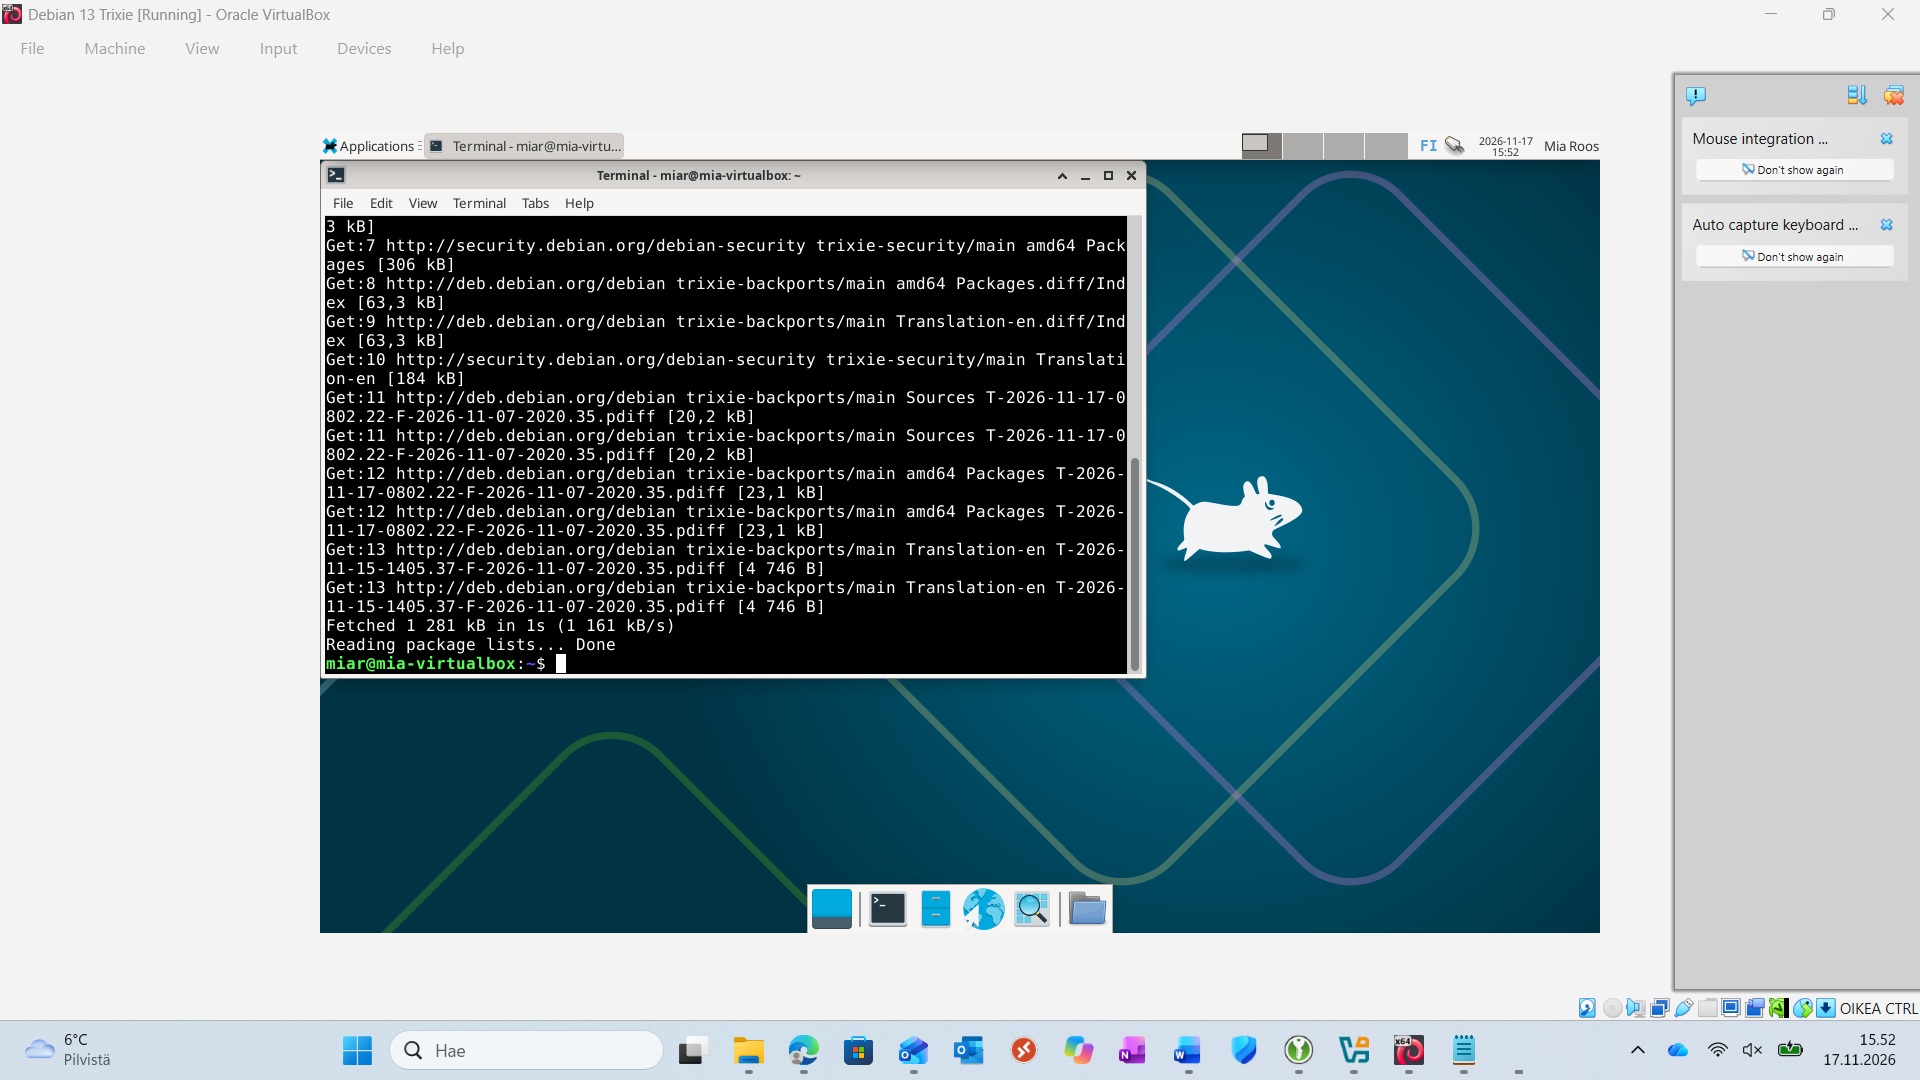 Debian 13 Trixie [Running] - Oracle VirtualBox
File Machine View Input Devices Help
Mouse integration ...
Don't show again
Auto capture keyboard ...
Don't show again
Applications Terminal - miar@mia-virtu... FI 2026-11-17 15:52 Mia Roos
Terminal - miar@mia-virtualbox: ~
File Edit View Terminal Tabs Help
3 kB]
Get:7 http://security.debian.org/debian-security trixie-security/main amd64 Pack
ages [306 kB]
Get:8 http://deb.debian.org/debian trixie-backports/main amd64 Packages.diff/Ind
ex [63,3 kB]
Get:9 http://deb.debian.org/debian trixie-backports/main Translation-en.diff/Ind
ex [63,3 kB]
Get:10 http://security.debian.org/debian-security trixie-security/main Translati
on-en [184 kB]
Get:11 http://deb.debian.org/debian trixie-backports/main Sources T-2026-11-17-0
802.22-F-2026-11-07-2020.35.pdiff [20,2 kB]
Get:11 http://deb.debian.org/debian trixie-backports/main Sources T-2026-11-17-0
802.22-F-2026-11-07-2020.35.pdiff [20,2 kB]
Get:12 http://deb.debian.org/debian trixie-backports/main amd64 Packages T-2026-
11-17-0802.22-F-2026-11-07-2020.35.pdiff [23,1 kB]
Get:12 http://deb.debian.org/debian trixie-backports/main amd64 Packages T-2026-
11-17-0802.22-F-2026-11-07-2020.35.pdiff [23,1 kB]
Get:13 http://deb.debian.org/debian trixie-backports/main Translation-en T-2026-
11-15-1405.37-F-2026-11-07-2020.35.pdiff [4 746 B]
Get:13 http://deb.debian.org/debian trixie-backports/main Translation-en T-2026-
11-15-1405.37-F-2026-11-07-2020.35.pdiff [4 746 B]
Fetched 1 281 kB in 1s (1 161 kB/s)
Reading package lists... Done
miar@mia-virtualbox:~$
OIKEA CTRL
6°C
Pilvistä
Hae
15.52
17.11.2026